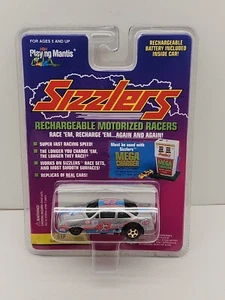 FOR AGES 5 AND UP
Playing Mantis
RECHARGEABLE
BATTERY INCLUDED
INSIDE CAR!
Sizzlers
RECHARGEABLE MOTORIZED RACERS
RACE 'EM, RECHARGE 'EM...AGAIN AND AGAIN!
SUPER FAST RACING SPEED!
THE LONGER YOU CHARGE 'EM,
THE LONGER THEY RACE!
WORKS ON SIZZLERS RACE SETS,
AND MOST SMOOTH SURFACES!
REPLICAS OF REAL CARS!
Must be used with
Sizzlers
MEGA
CHARGER